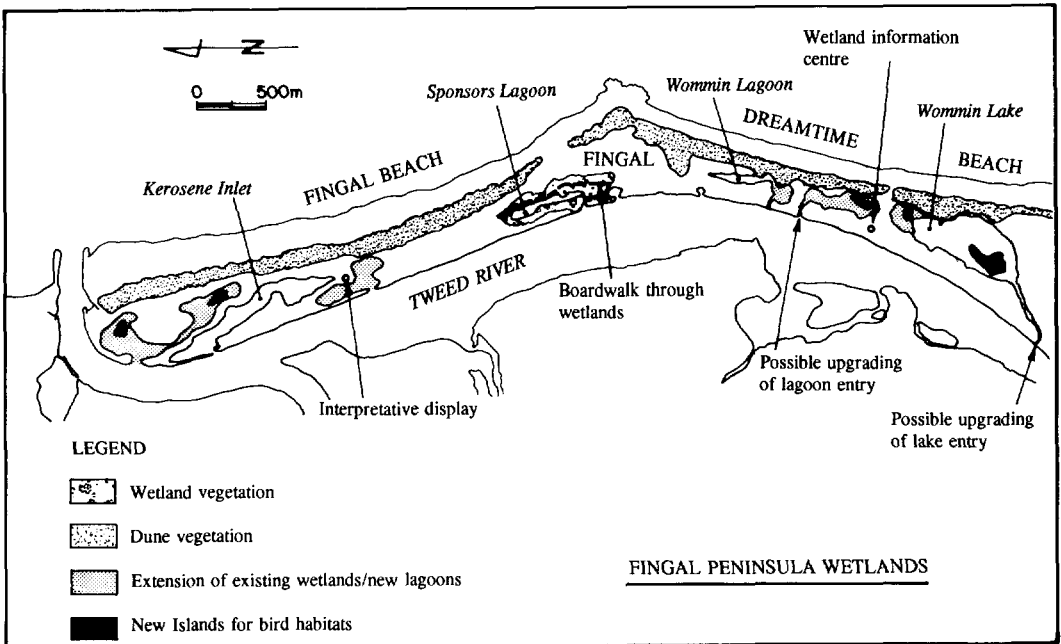 N
0 500m
Wetland information
centre
Sponsors Lagoon
Wommin Lagoon
Wommin Lake
DREAMTIME
BEACH
FINGAL BEACH
FINGAL
Kerosene Inlet
TWEED RIVER
Boardwalk through
wetlands
Possible upgrading
of lagoon entry
Interpretative display
Possible upgrading
of lake entry
LEGEND
Wetland vegetation
Dune vegetation
Extension of existing wetlands/new lagoons
New Islands for bird habitats
FINGAL PENINSULA WETLANDS